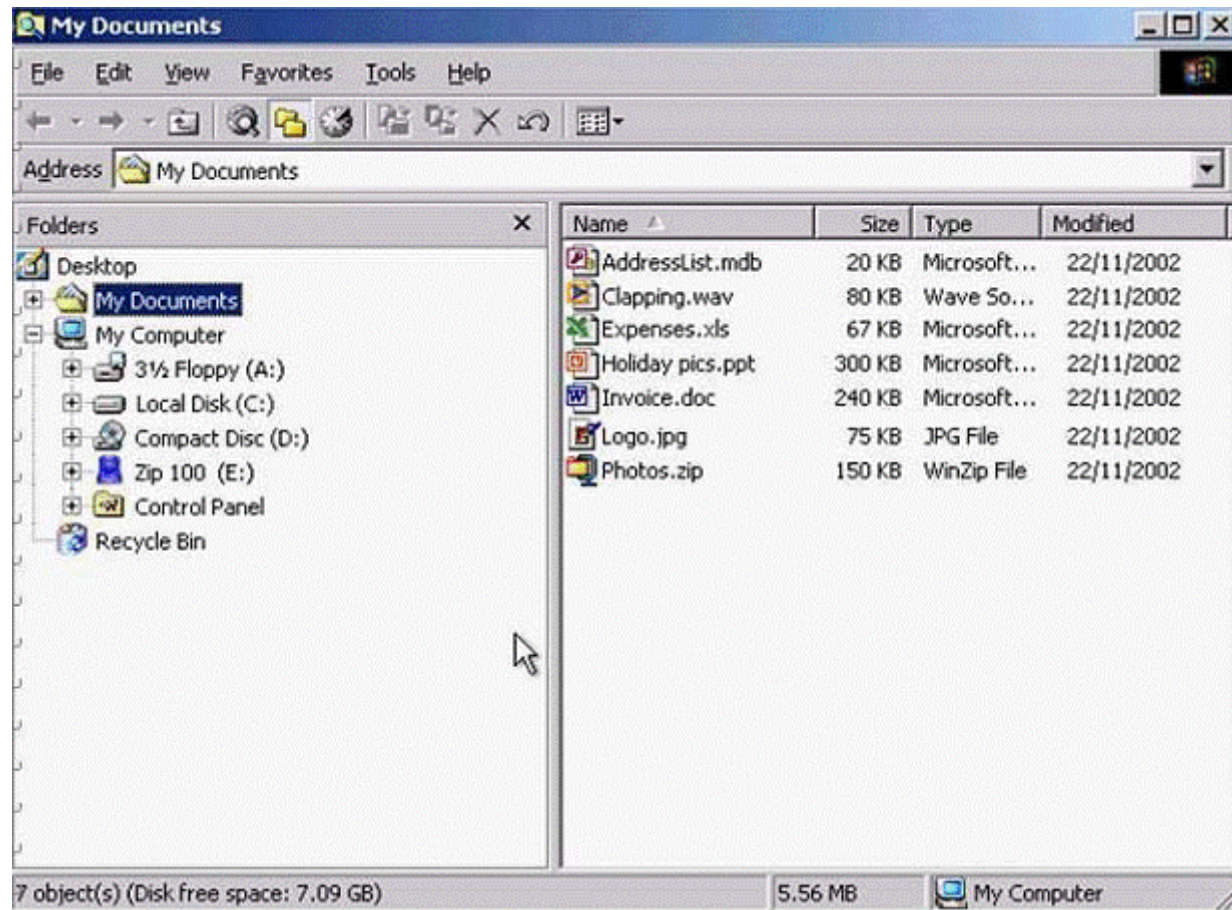 My Documents
File Edit View Favorites Tools Help
Address My Documents
Folders
Desktop
My Documents
My Computer
3½ Floppy (A:)
Local Disk (C:)
Compact Disc (D:)
Zip 100 (E:)
Control Panel
Recycle Bin
Name Size Type Modified
AddressList.mdb 20 KB Microsoft... 22/11/2002
Clapping.wav 80 KB Wave So... 22/11/2002
Expenses.xls 67 KB Microsoft... 22/11/2002
Holiday pics.ppt 300 KB Microsoft... 22/11/2002
Invoice.doc 240 KB Microsoft... 22/11/2002
Logo.jpg 75 KB JPG File 22/11/2002
Photos.zip 150 KB WinZip File 22/11/2002
7 object(s) (Disk free space: 7.09 GB) 5.56 MB My Computer